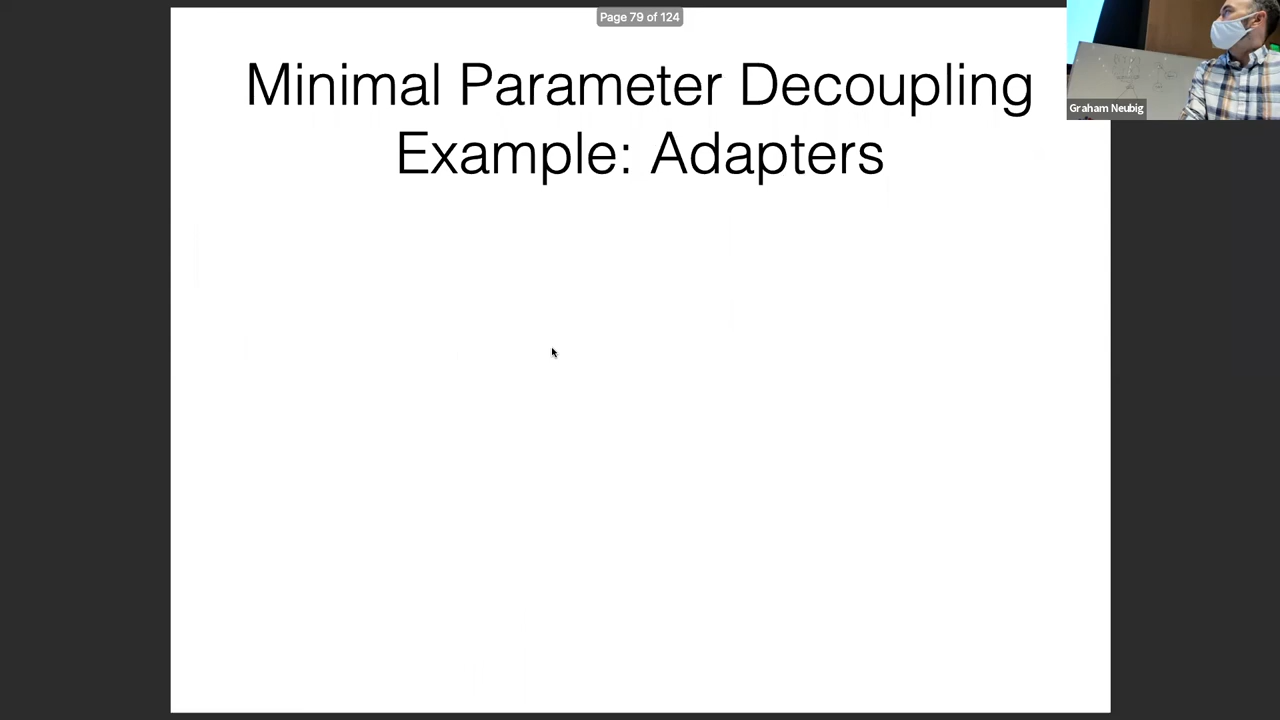 Page 79 of 124
Minimal Parameter Decoupling
Example: Adapters
Graham Neubig